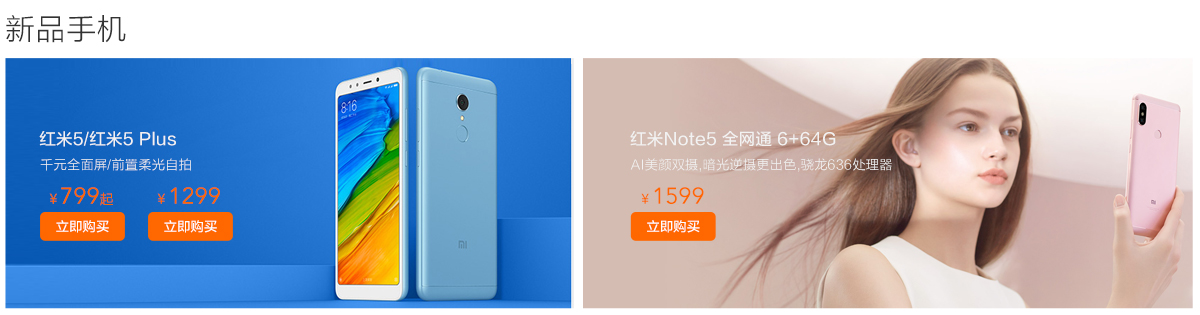 新品手机
红米5/红米5 Plus
千元全面屏/前置柔光自拍
¥799起 ¥1299
立即购买 立即购买
8:16
MI
红米Note5 全网通 6+64G
AI美颜双摄,暗光逆摄更出色,骁龙636处理器
¥1599
立即购买
MI